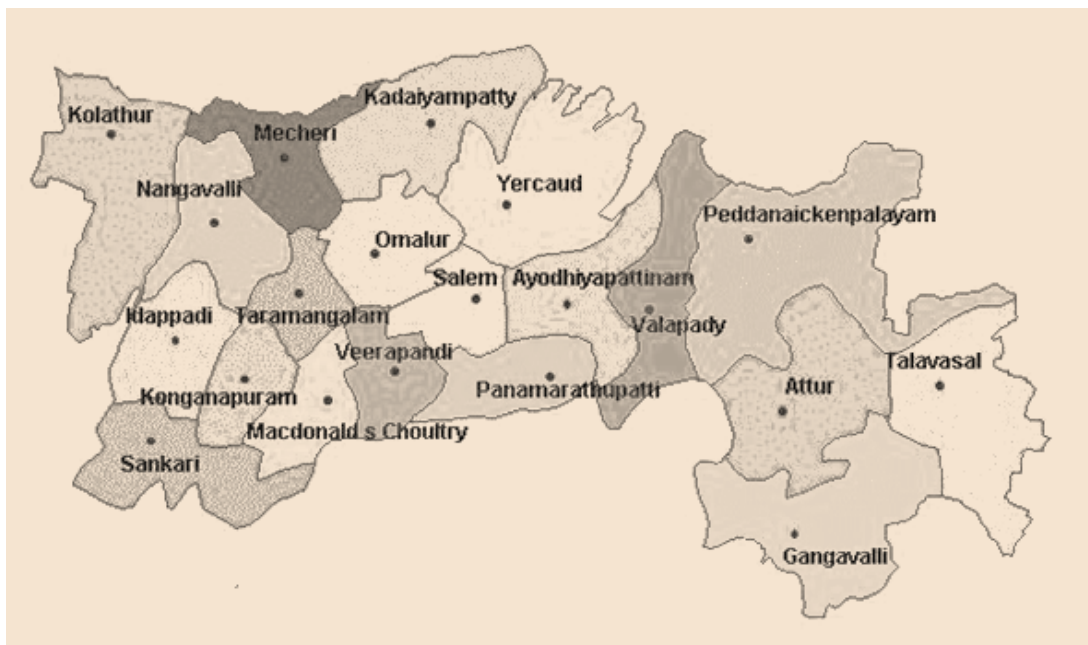 Kadaiyampatty
Kolathur
Mecheri
Yercaud
Nangavalli
Peddanaickenpalayam
Omalur
Salem
Ayodhiyapattinam
Idappadi
Taramangalam
Valapady
Veerapandi
Talavasal
Attur
Panamarathupatti
Konganapuram
Macdonald s Choultry
Sankari
Gangavalli